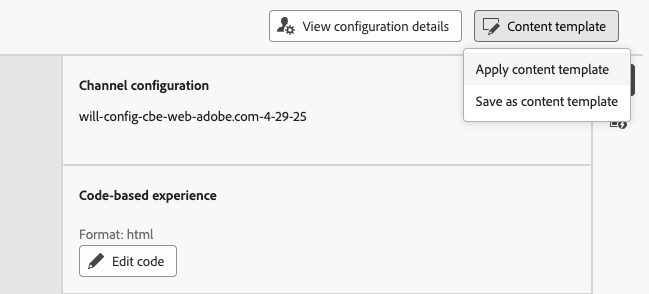 View configuration details
Content template
Apply content template
Save as content template
Channel configuration
will-config-cbe-web-adobe.com-4-29-25
Code-based experience
Format: html
Edit code